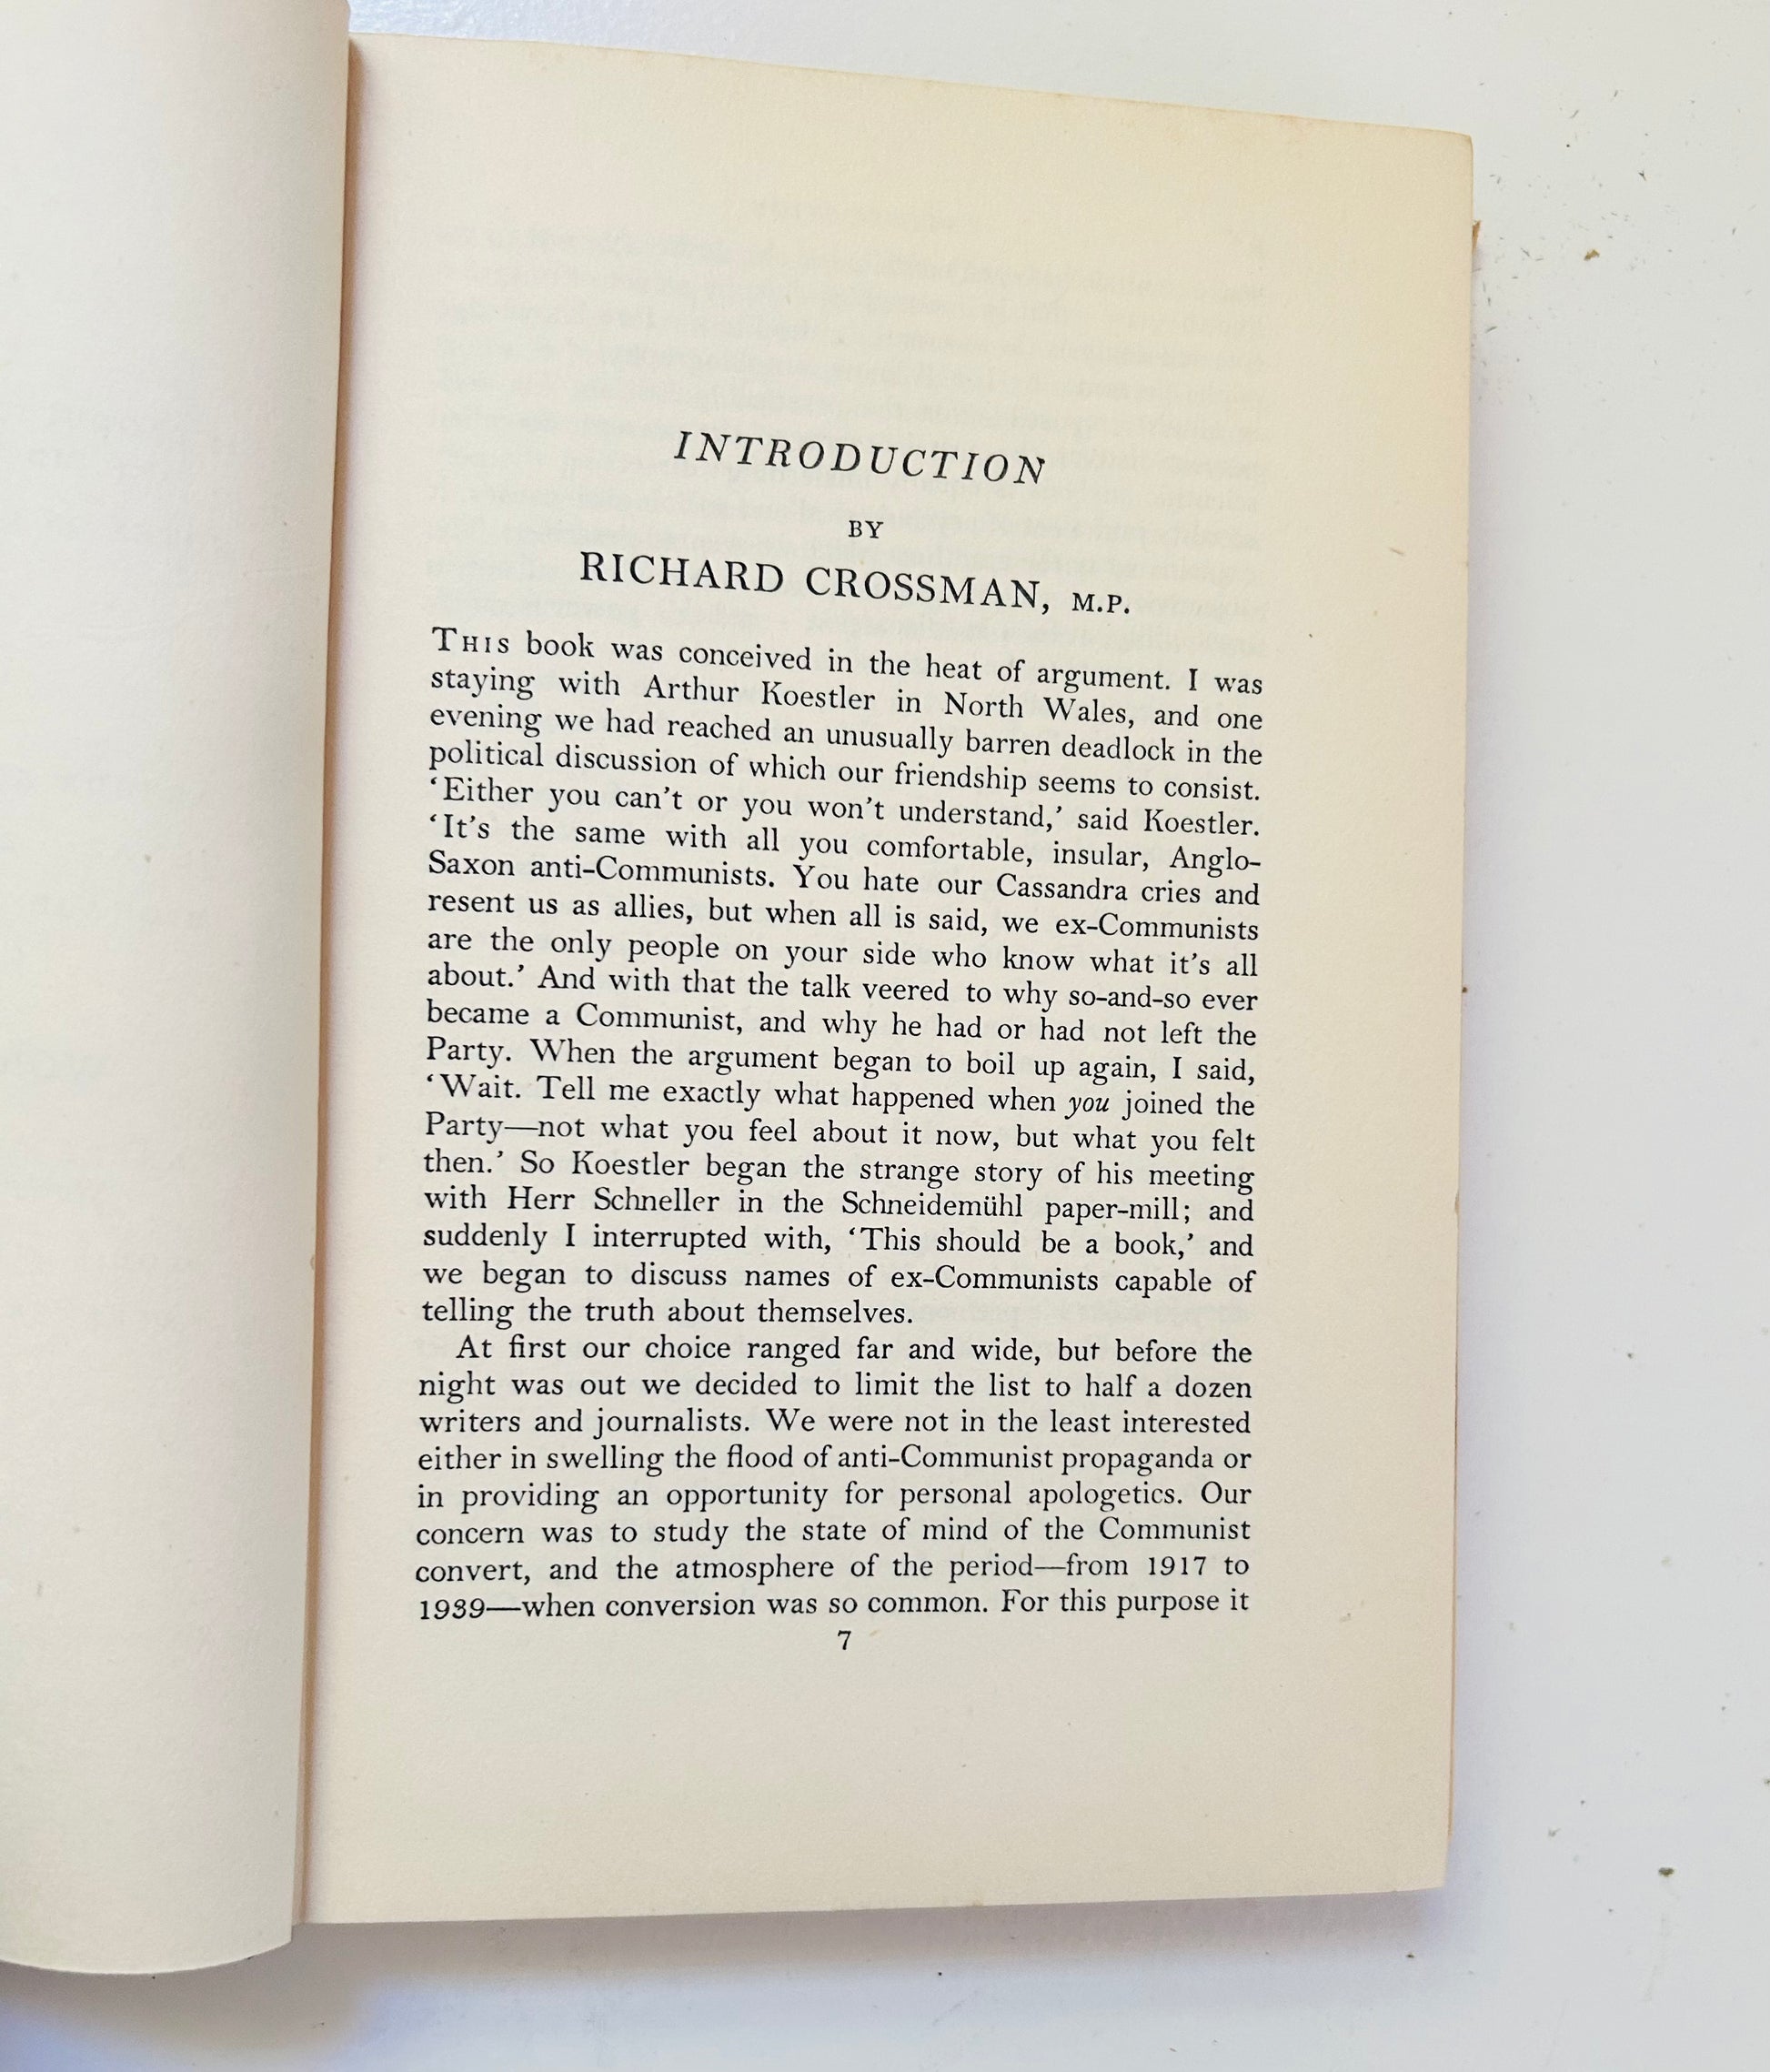 INTRODUCTION
BY
RICHARD CROSSMAN, M.P.
THIS book was conceived in the heat of argument. I was
staying with Arthur Koestler in North Wales, and one
evening we had reached an unusually barren deadlock in the
political discussion of which our friendship seems to consist.
‘Either you can’t or you won’t understand,’ said Koestler.
‘It’s the same with all you comfortable, insular, Anglo-
Saxon anti-Communists. You hate our Cassandra cries and
resent us as allies, but when all is said, we ex-Communists
are the only people on your side who know what it’s all
about.’ And with that the talk veered to why so-and-so ever
became a Communist, and why he had or had not left the
Party. When the argument began to boil up again, I said,
‘Wait. Tell me exactly what happened when you joined the
Party—not what you feel about it now, but what you felt
then.’ So Koestler began the strange story of his meeting
with Herr Schneller in the Schneidemühl paper-mill; and
suddenly I interrupted with, ‘This should be a book,’ and
we began to discuss names of ex-Communists capable of
telling the truth about themselves.
At first our choice ranged far and wide, but before the
night was out we decided to limit the list to half a dozen
writers and journalists. We were not in the least interested
either in swelling the flood of anti-Communist propaganda or
in providing an opportunity for personal apologetics. Our
concern was to study the state of mind of the Communist
convert, and the atmosphere of the period—from 1917 to
1939—when conversion was so common. For this purpose it
7